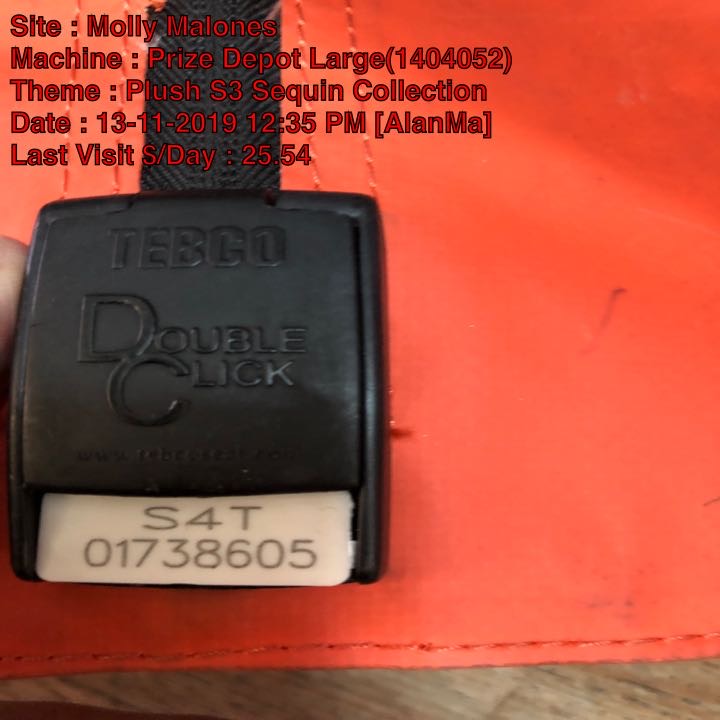 Site : Molly Malones
Machine : Prize Depot Large(1404052)
Theme : Plush S3 Sequin Collection
Date : 13-11-2019 12:35 PM [AlanMa]
Last Visit S/Day : 25.54
TEBCO
DOUBLE
CLICK
S4T
01738605